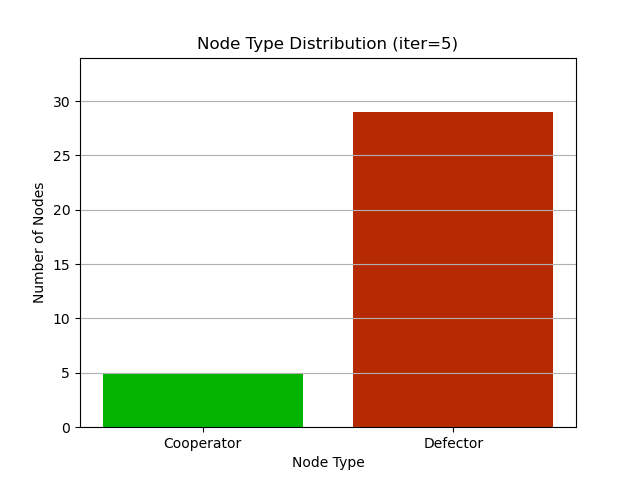 Node Type Distribution (iter=5)
Number of Nodes
30
25
20
15
10
5
0
Cooperator
Defector
Node Type